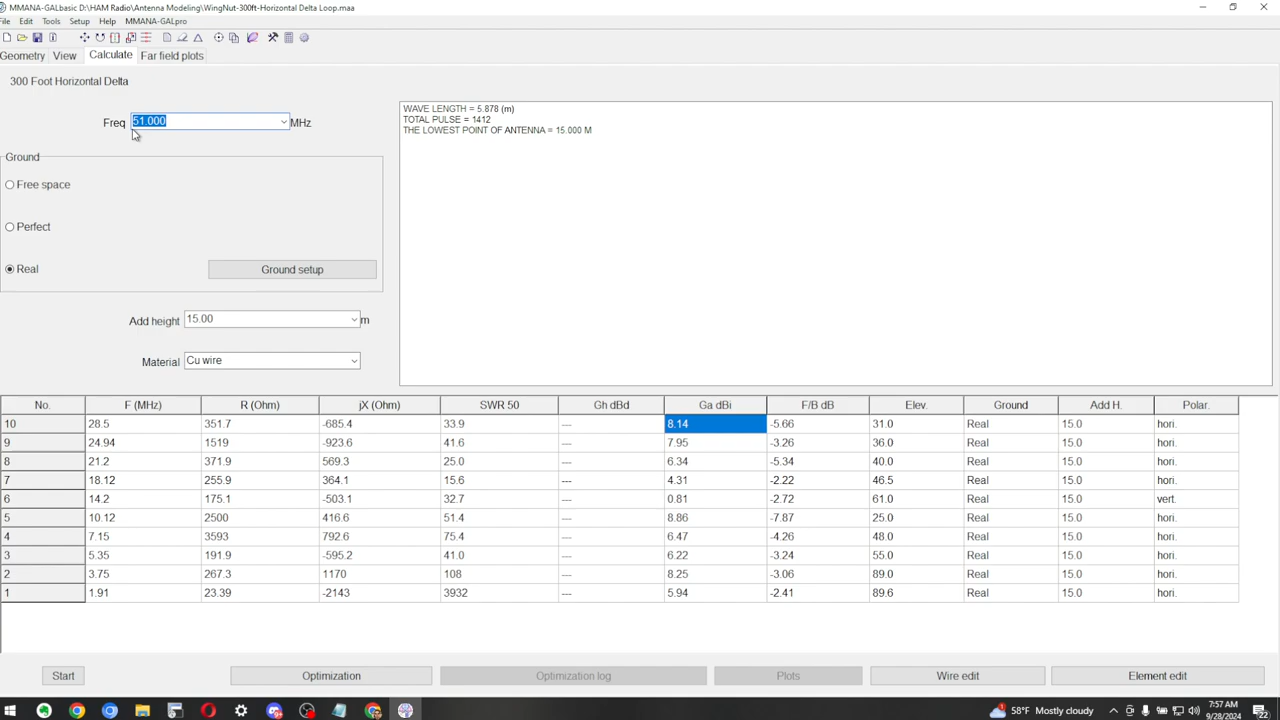 MMANA-GALbasic D:\HAM Radio\Antenna Modeling\WingNut-300ft-Horizontal Delta Loop.maa
File Edit Tools Setup Help MMANA-GALpro
Geometry View Calculate Far field plots
300 Foot Horizontal Delta
Freq 51.000 MHz
WAVE LENGTH = 5.878 (m)
TOTAL PULSE = 1412
THE LOWEST POINT OF ANTENNA = 15.000 M
Ground
Free space
Perfect
Real
Ground setup
Add height 15.00 m
Material Cu wire
No. F (MHz) R (Ohm) jX (Ohm) SWR 50 Gh dBd Ga dBi F/B dB Elev. Ground Add H. Polar.
10 28.5 351.7 -685.4 33.9 --- 8.14 -5.66 31.0 Real 15.0 hori.
9 24.94 1519 -923.6 41.6 --- 7.95 -3.26 36.0 Real 15.0 hori.
8 21.2 371.9 569.3 25.0 --- 6.34 -5.34 40.0 Real 15.0 hori.
7 18.12 255.9 364.1 15.6 --- 4.31 -2.22 46.5 Real 15.0 hori.
6 14.2 175.1 -503.1 32.7 --- 0.81 -2.72 61.0 Real 15.0 vert.
5 10.12 2500 416.6 51.4 --- 8.86 -7.87 25.0 Real 15.0 hori.
4 7.15 3593 792.6 75.4 --- 6.47 -4.26 48.0 Real 15.0 hori.
3 5.35 191.9 -595.2 41.0 --- 6.22 -3.24 55.0 Real 15.0 hori.
2 3.75 267.3 1170 108 --- 8.25 -3.06 89.0 Real 15.0 hori.
1 1.91 23.39 -2143 3932 --- 5.94 -2.41 89.6 Real 15.0 hori.
Start Optimization Optimization log Plots Wire edit Element edit
58°F Mostly cloudy 7:57 AM
9/28/2024 22